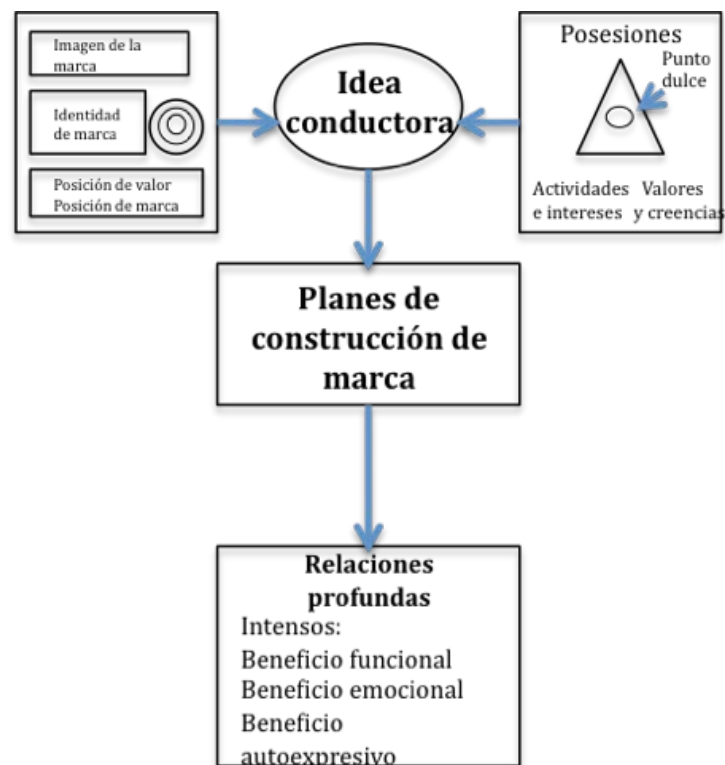 Imagen de la
marca
Identidad
de marca
Posición de valor
Posición de marca
Idea
conductora
Posesiones
Punto
dulce
Actividades Valores
e intereses y creencias
Planes de
construcción de
marca
Relaciones
profundas
Intensos:
Beneficio funcional
Beneficio emocional
Beneficio
autoexpresivo